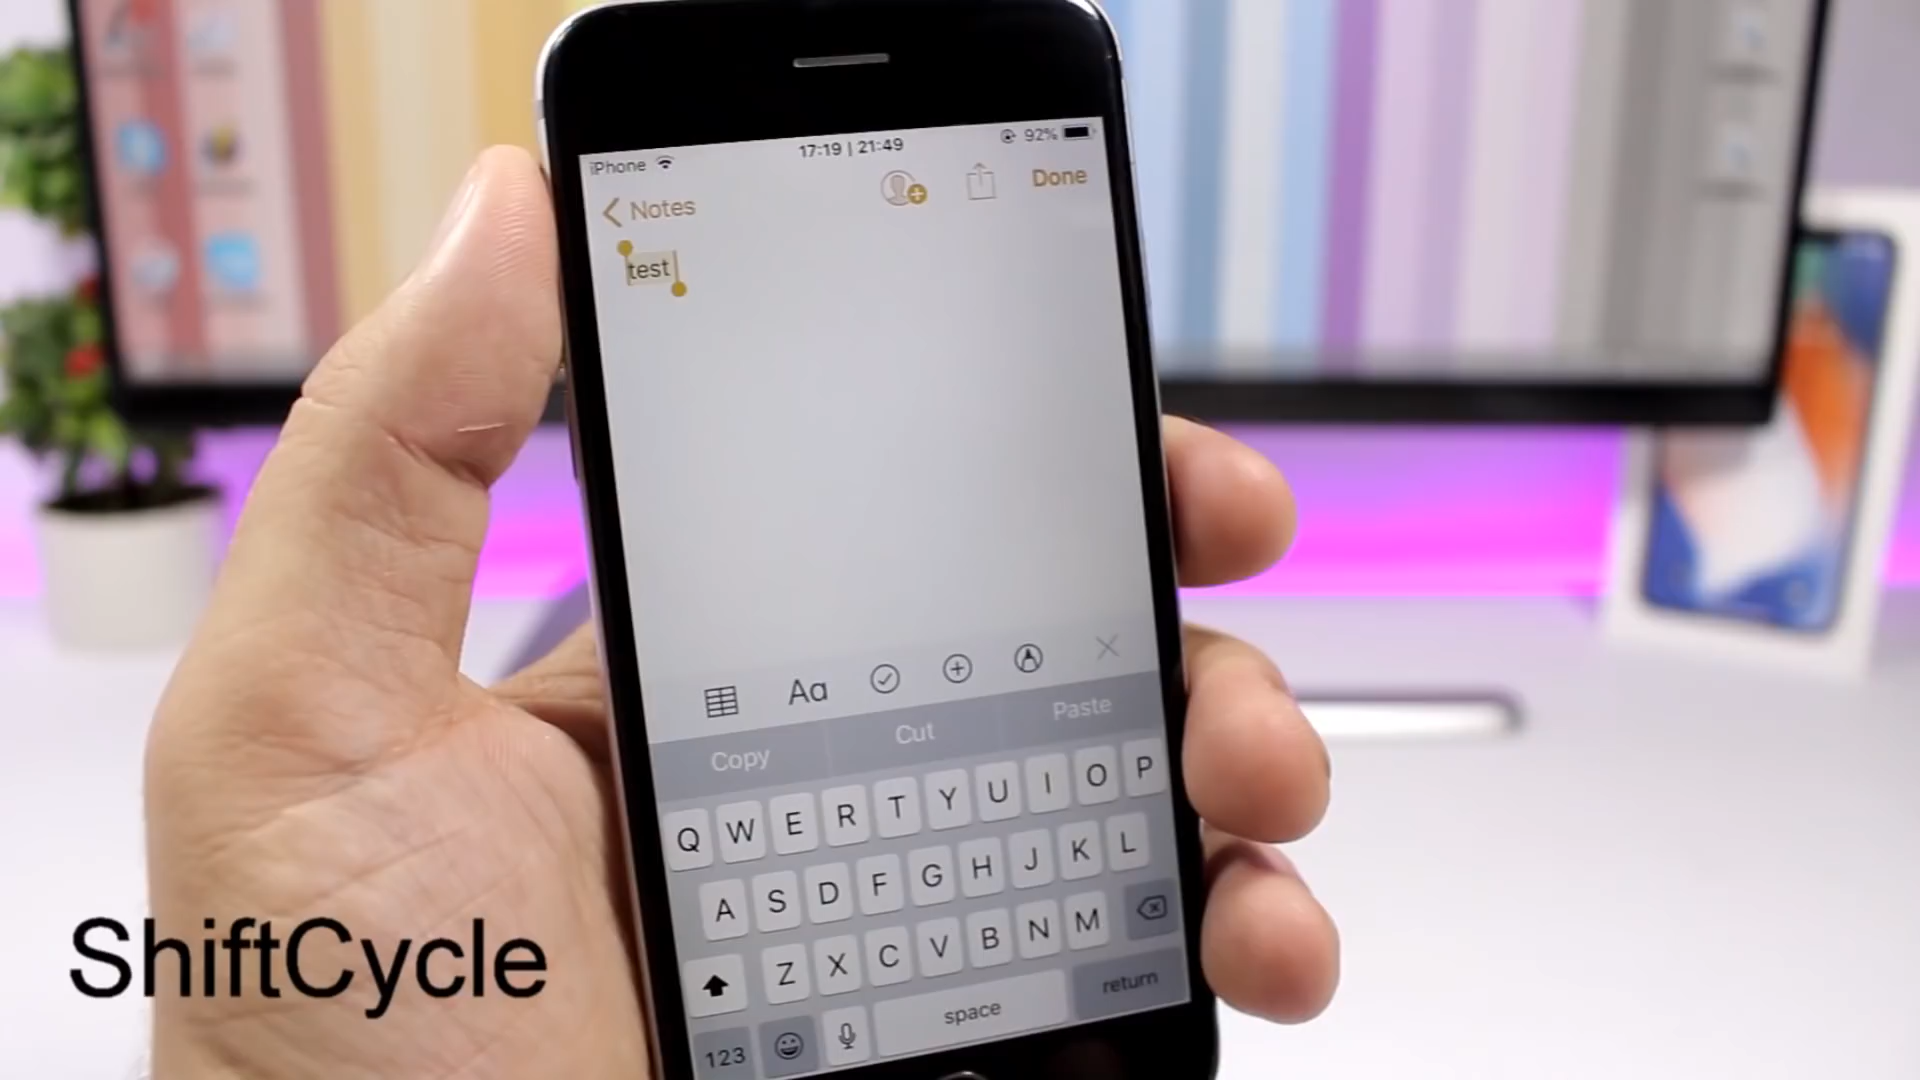 iPhone 17:19 | 21:49 92%
Notes Done
test
Aa
Copy Cut Paste
Q W E R T Y U I O P
A S D F G H J K L
Z X C V B N M
123 space return
ShiftCycle